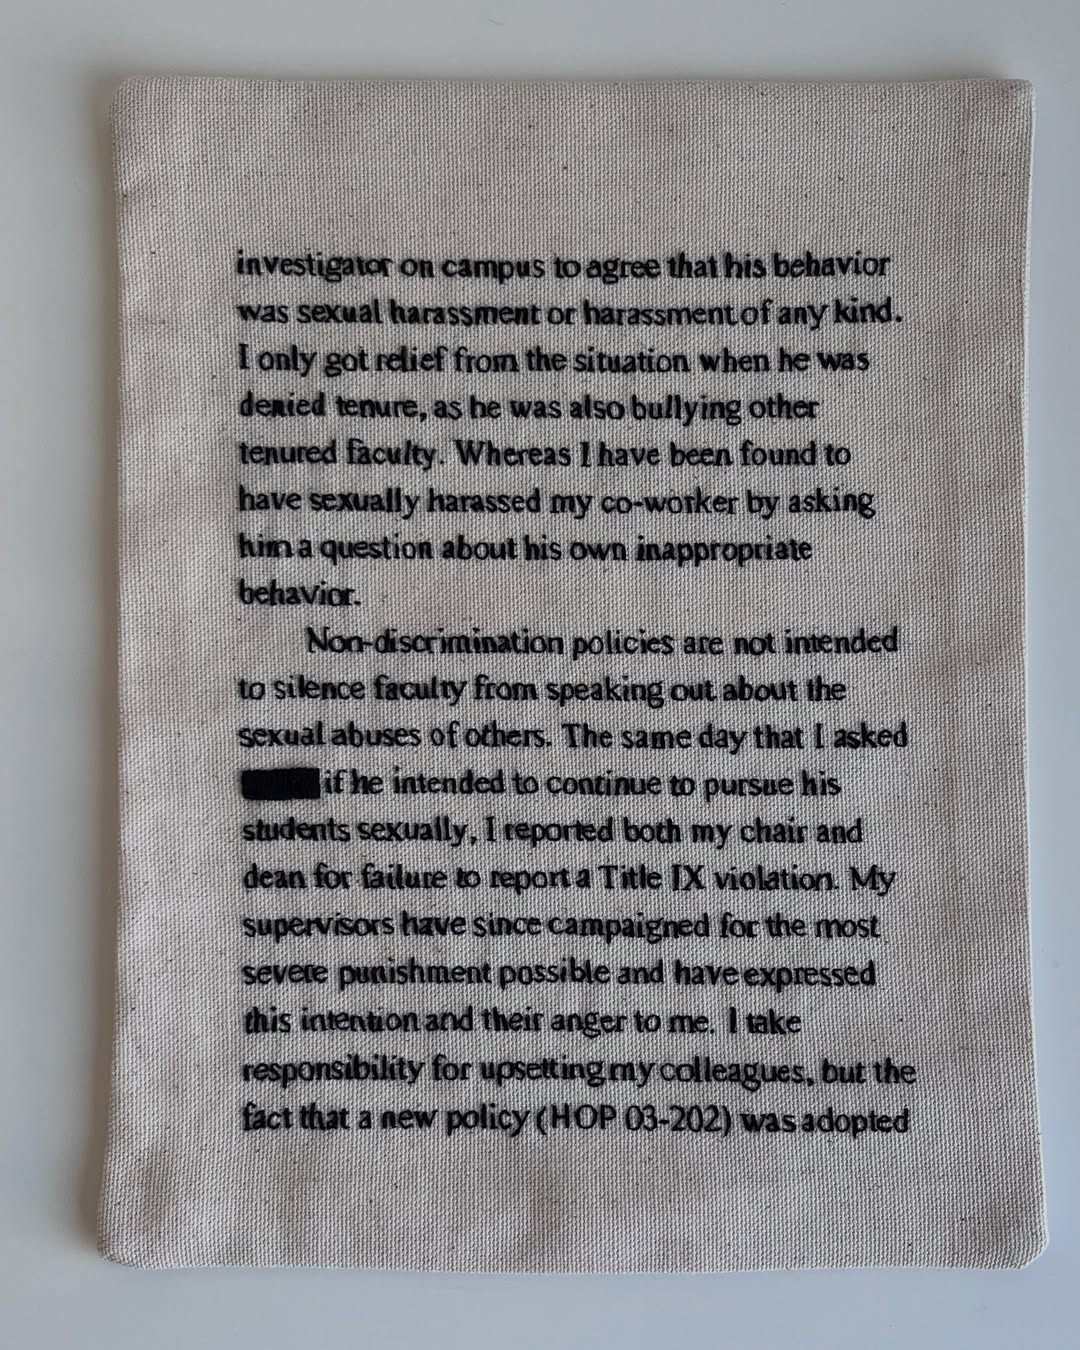 investigator on campus to agree that his behavior
was sexual harassment or harassment of any kind.
I only got relief from the situation when he was
denied tenure, as he was also bullying other
tenured faculty. Whereas I have been found to
have sexually harassed my co-worker by asking
him a question about his own inappropriate
behavior.
Non-discrimination policies are not intended
to silence faculty from speaking out about the
sexual abuses of others. The same day that I asked
if he intended to continue to pursue his
students sexually, I reported both my chair and
dean for failure to report a Title IX violation. My
supervisors have since campaigned for the most
severe punishment possible and have expressed
this intention and their anger to me. I take
responsibility for upsetting my colleagues, but the
fact that a new policy (HOP 03-202) was adopted